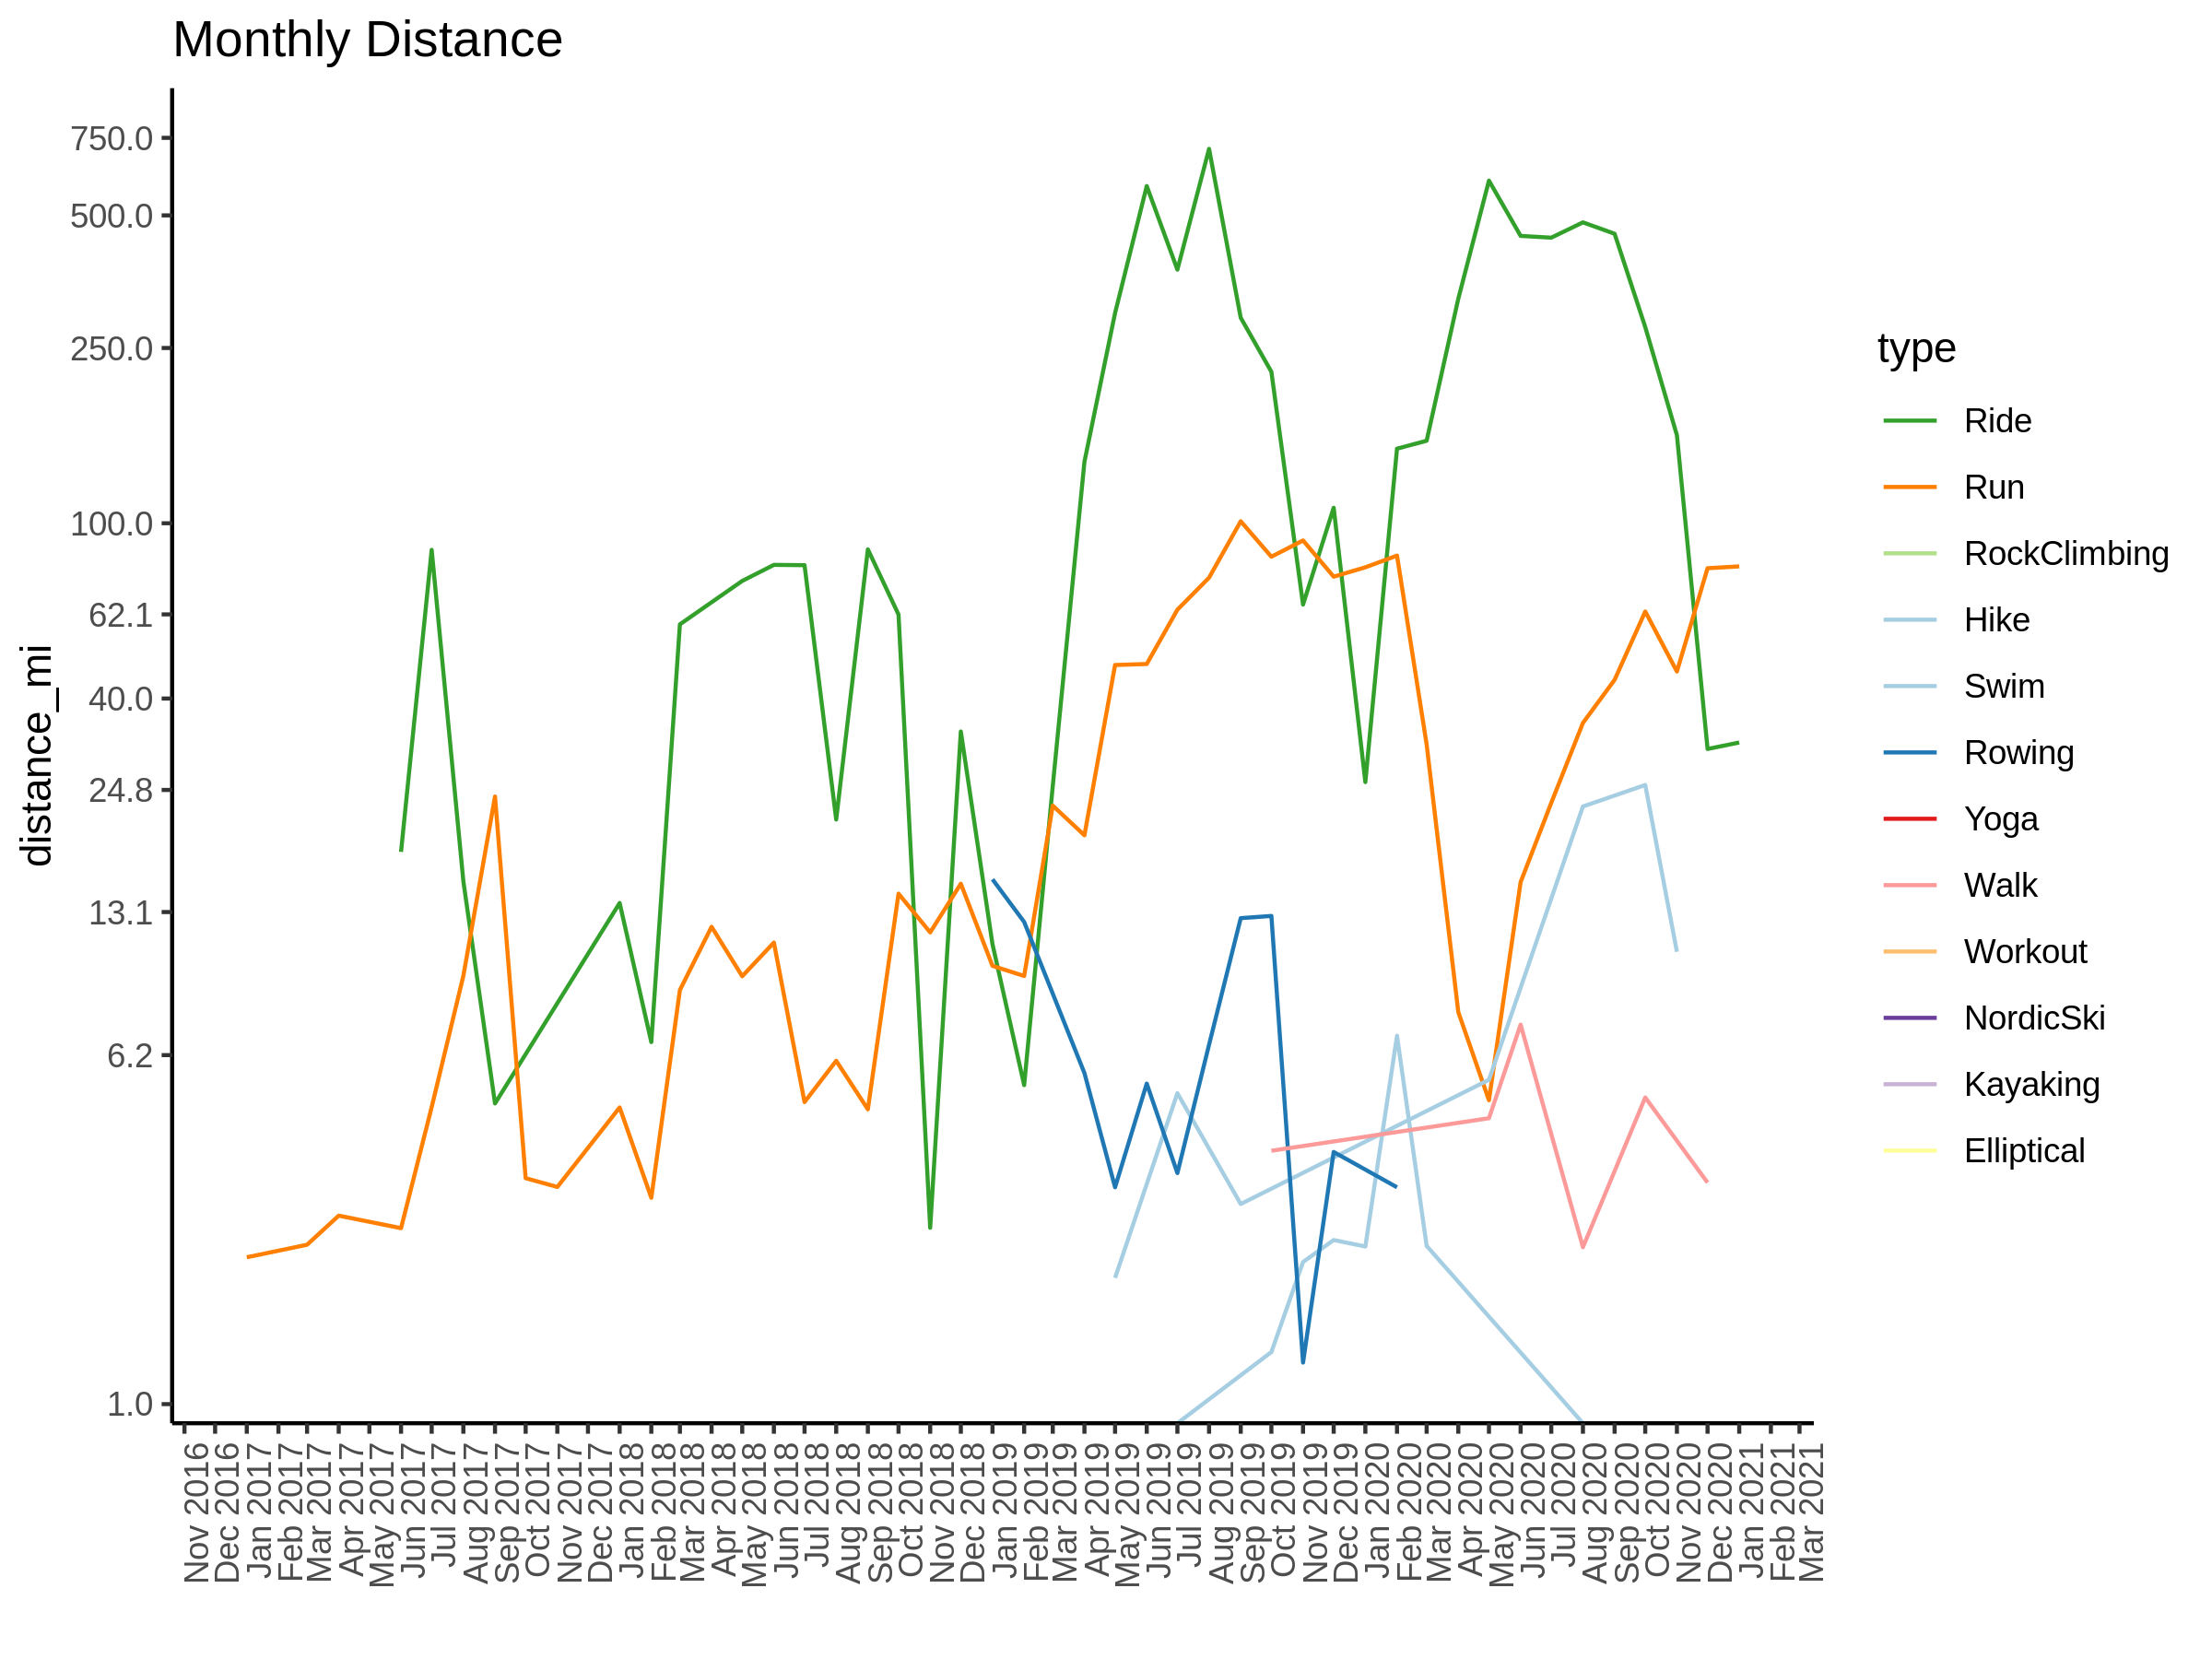 Monthly Distance
distance_mi
750.0
500.0
250.0
100.0
62.1
40.0
24.8
13.1
6.2
1.0
Nov 2016
Dec 2016
Jan 2017
Feb 2017
Mar 2017
Apr 2017
May 2017
Jun 2017
Jul 2017
Aug 2017
Sep 2017
Oct 2017
Nov 2017
Dec 2017
Jan 2018
Feb 2018
Mar 2018
Apr 2018
May 2018
Jun 2018
Jul 2018
Aug 2018
Sep 2018
Oct 2018
Nov 2018
Dec 2018
Jan 2019
Feb 2019
Mar 2019
Apr 2019
May 2019
Jun 2019
Jul 2019
Aug 2019
Sep 2019
Oct 2019
Nov 2019
Dec 2019
Jan 2020
Feb 2020
Mar 2020
Apr 2020
May 2020
Jun 2020
Jul 2020
Aug 2020
Sep 2020
Oct 2020
Nov 2020
Dec 2020
Jan 2021
Feb 2021
Mar 2021
type
Ride
Run
RockClimbing
Hike
Swim
Rowing
Yoga
Walk
Workout
NordicSki
Kayaking
Elliptical